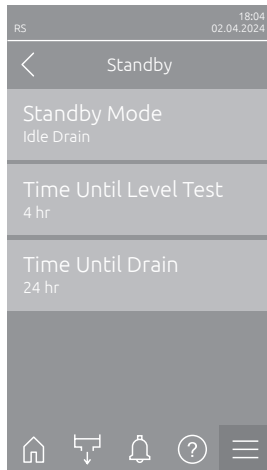 18:04
RS 02.04.2024
Standby
Standby Mode
Idle Drain
Time Until Level Test
4 hr
Time Until Drain
24 hr
?